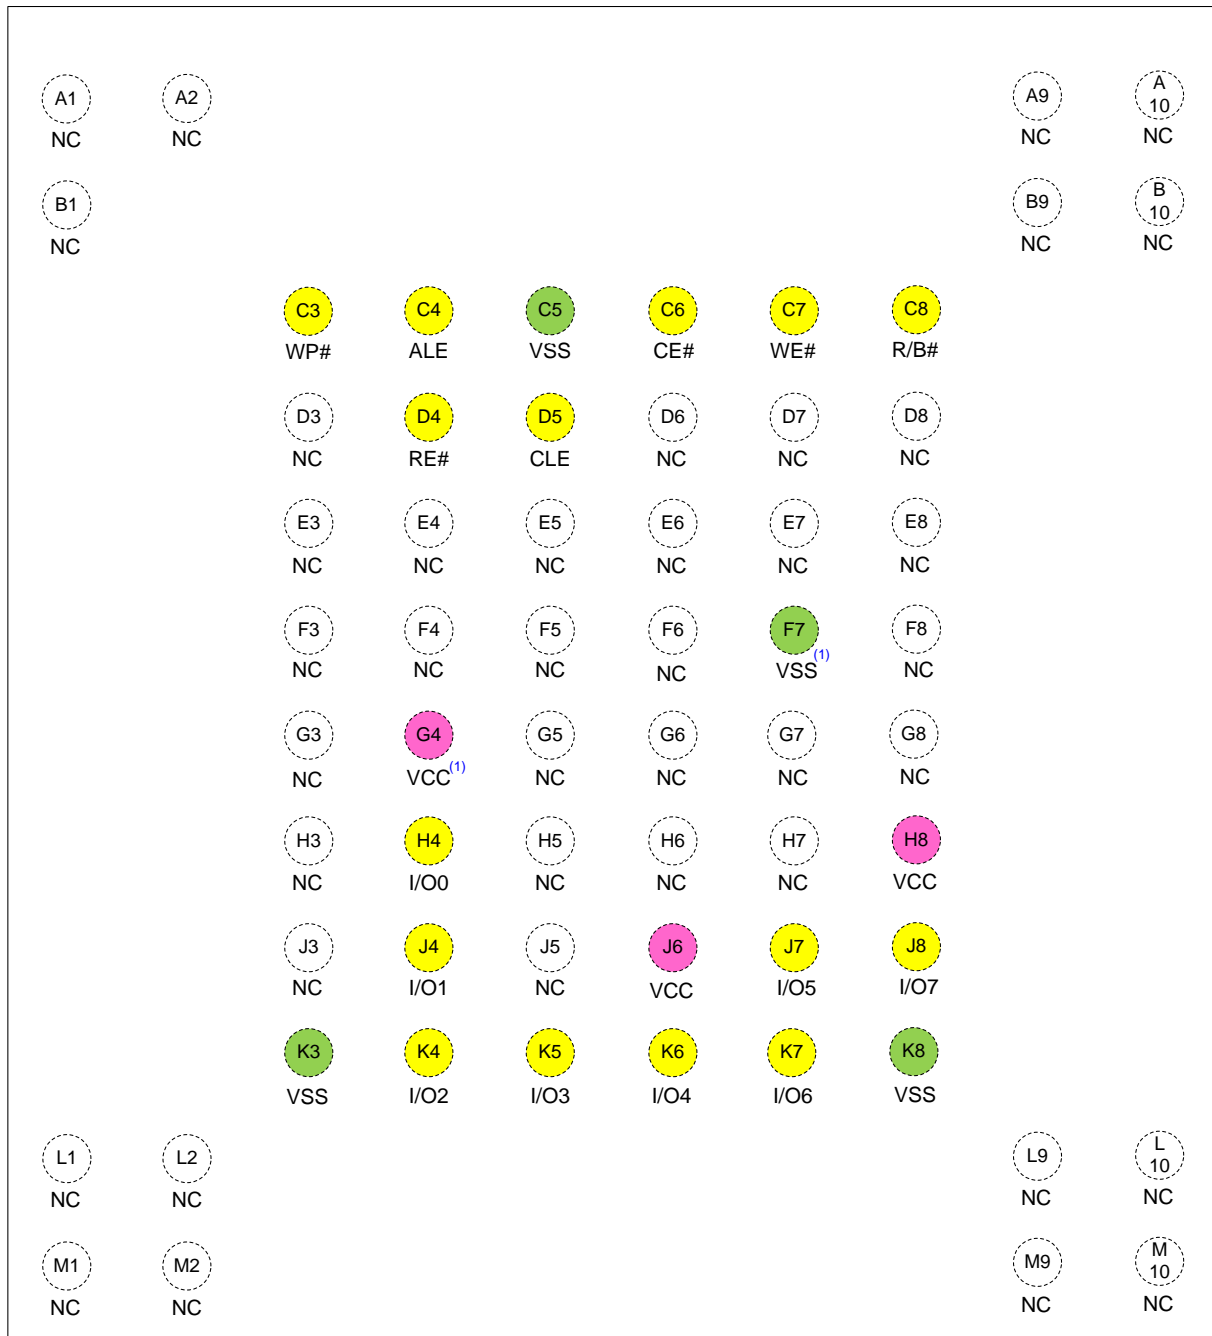 A1 A2 A9 A 10
NC NC NC NC
B1 B9 B 10
NC NC NC
C3 C4 C5 C6 C7 C8
WP# ALE VSS CE# WE# R/B#
D3 D4 D5 D6 D7 D8
NC RE# CLE NC NC NC
E3 E4 E5 E6 E7 E8
NC NC NC NC NC NC
F3 F4 F5 F6 F7 F8
NC NC NC NC VSS(1) NC
G3 G4 G5 G6 G7 G8
NC VCC(1) NC NC NC NC
H3 H4 H5 H6 H7 H8
NC I/O0 NC NC NC VCC
J3 J4 J5 J6 J7 J8
NC I/O1 NC VCC I/O5 I/O7
K3 K4 K5 K6 K7 K8
VSS I/O2 I/O3 I/O4 I/O6 VSS
L1 L2 L9 L 10
NC NC NC NC
M1 M2 M9 M 10
NC NC NC NC